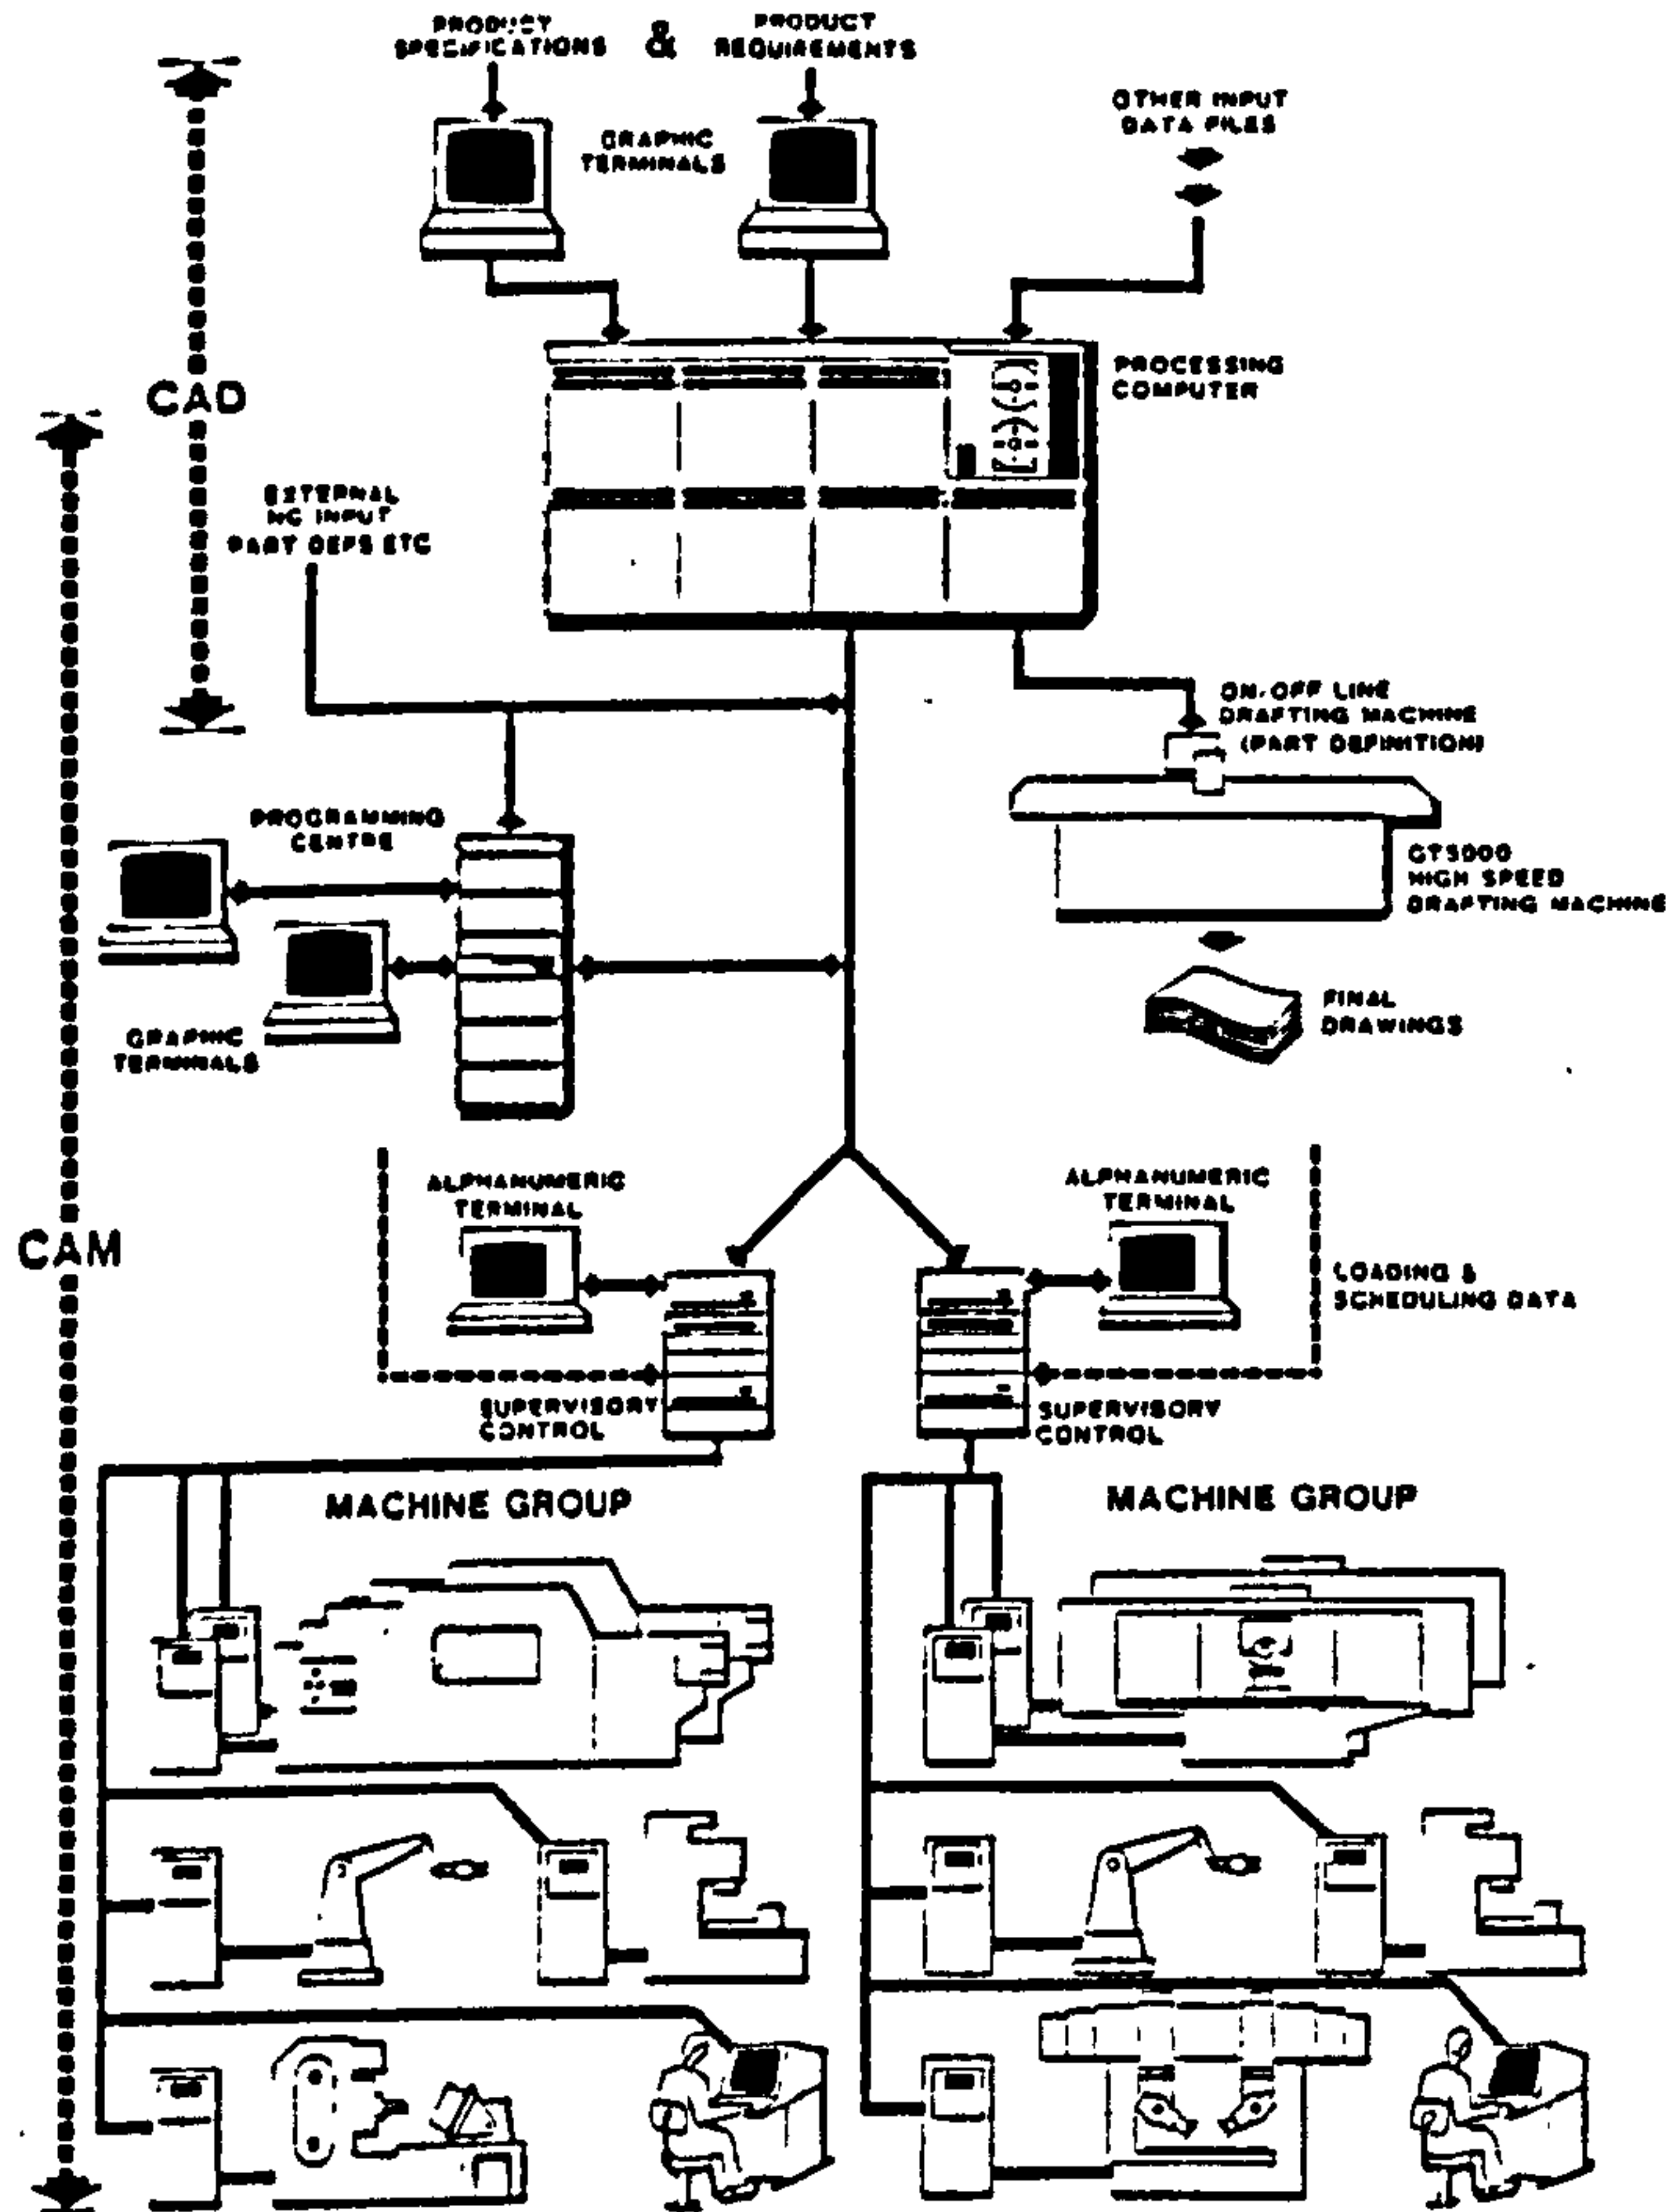 PRODUCT
SPECIFICATIONS
&
PRODUCT
REQUIREMENTS
OTHER INPUT
DATA FILES
GRAPHIC
TERMINALS
PROCESSING
COMPUTER
CAD
EXTERNAL
NC INPUT
PART DEFS ETC
ON-OFF LINE
DRAFTING MACHINE
(PART DEFINITION)
PROGRAMMING
CENTRE
GT5000
HIGH SPEED
DRAFTING MACHINE
FINAL
DRAWINGS
GRAPHIC
TERMINALS
ALPHANUMERIC
TERMINAL
ALPHANUMERIC
TERMINAL
CAM
LOADING &
SCHEDULING DATA
SUPERVISORY
CONTROL
SUPERVISORY
CONTROL
MACHINE GROUP
MACHINE GROUP